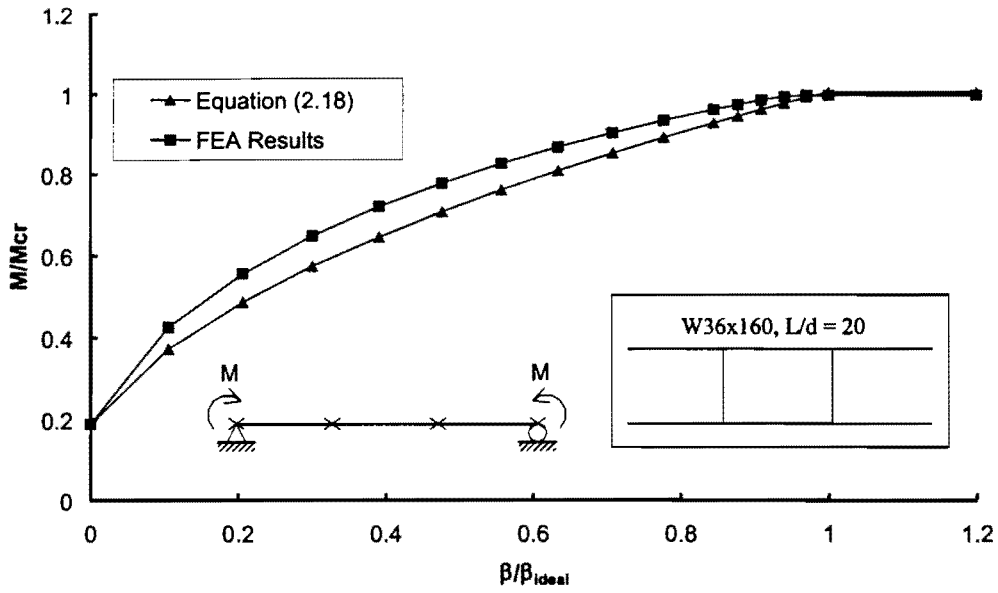 1.2
1
0.8
0.6
0.4
0.2
0
M/Mcr
Equation (2.18)
FEA Results
W36x160, L/d = 20
M
M
0
0.2
0.4
0.6
0.8
1
1.2
β/βideal